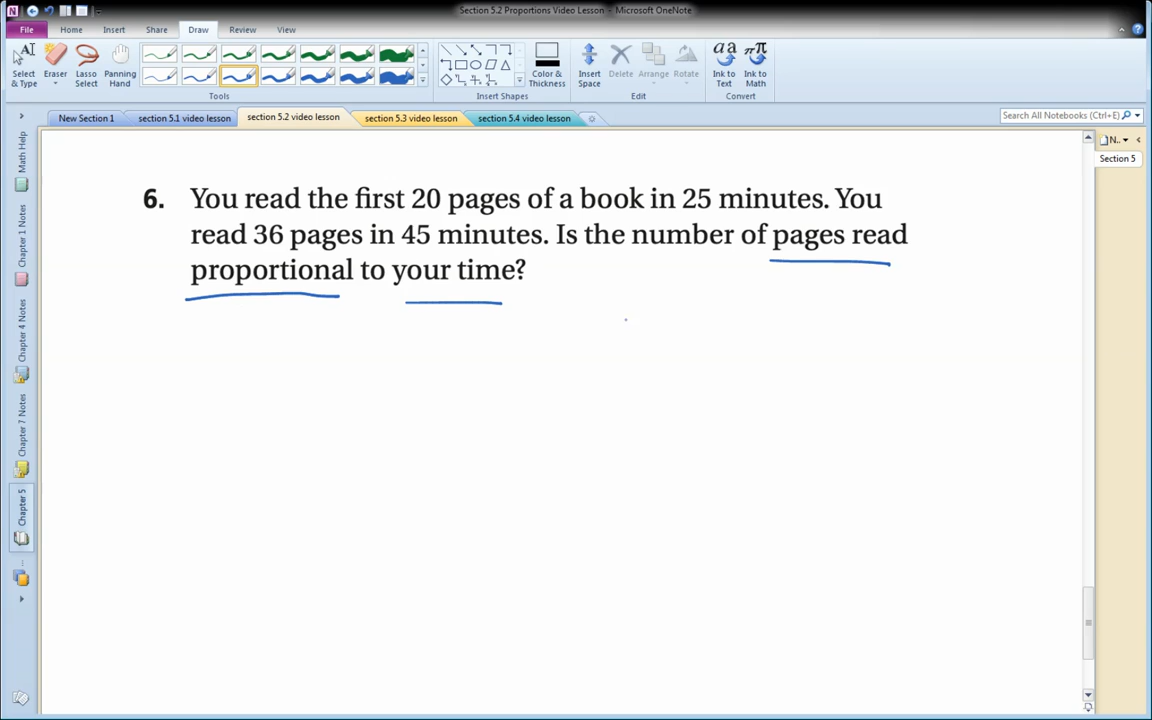 Section 5.2 Proportions Video Lesson - Microsoft OneNote
File Home Insert Share Draw Review View
Select & Type
Eraser
Lasso Select
Panning Hand
Color & Thickness
Insert Space
Delete
Arrange
Rotate
Ink to Text
Ink to Math
Tools
Insert Shapes
Edit
Convert
New Section 1
section 5.1 video lesson
section 5.2 video lesson
section 5.3 video lesson
section 5.4 video lesson
Search All Notebooks (Ctrl+E)
N..
Section 5
Math Help
Chapter 1 Notes
Chapter 4 Notes
Chapter 7 Notes
Chapter 5
6. You read the first 20 pages of a book in 25 minutes. You
read 36 pages in 45 minutes. Is the number of pages read
proportional to your time?